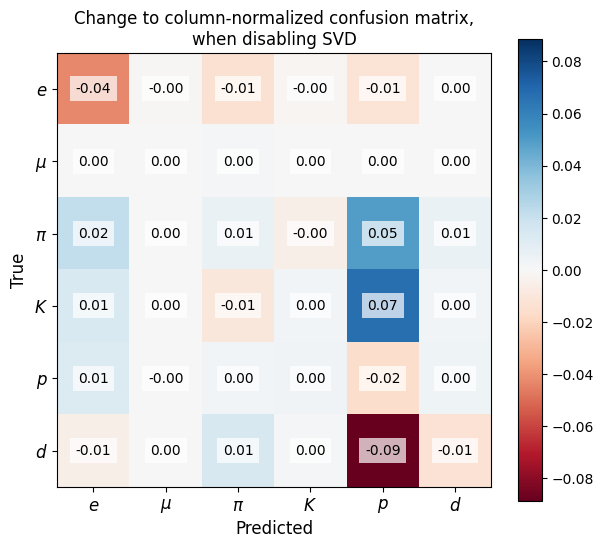 Change to column-normalized confusion matrix,
when disabling SVD
True
e -0.04 -0.00 -0.01 -0.00 -0.01 0.00
μ 0.00 0.00 0.00 0.00 0.00 0.00
π 0.02 0.00 0.01 -0.00 0.05 0.01
K 0.01 0.00 -0.01 0.00 0.07 0.00
p 0.01 -0.00 0.00 0.00 -0.02 0.00
d -0.01 0.00 0.01 0.00 -0.09 -0.01
e μ π K p d
Predicted
0.08
0.06
0.04
0.02
0.00
−0.02
−0.04
−0.06
−0.08